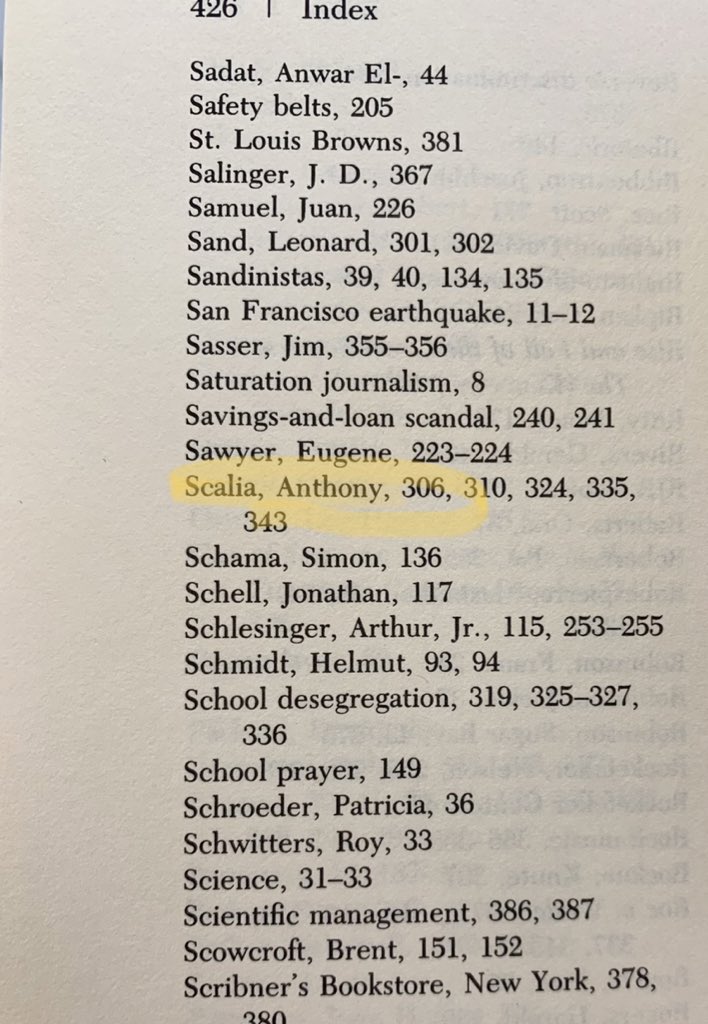 426 | Index
Sadat, Anwar El-, 44
Safety belts, 205
St. Louis Browns, 381
Salinger, J. D., 367
Samuel, Juan, 226
Sand, Leonard, 301, 302
Sandinistas, 39, 40, 134, 135
San Francisco earthquake, 11–12
Sasser, Jim, 355–356
Saturation journalism, 8
Savings-and-loan scandal, 240, 241
Sawyer, Eugene, 223–224
Scalia, Anthony, 306, 310, 324, 335,
343
Schama, Simon, 136
Schell, Jonathan, 117
Schlesinger, Arthur, Jr., 115, 253–255
Schmidt, Helmut, 93, 94
School desegregation, 319, 325–327,
336
School prayer, 149
Schroeder, Patricia, 36
Schwitters, Roy, 33
Science, 31–33
Scientific management, 386, 387
Scowcroft, Brent, 151, 152
Scribner's Bookstore, New York, 378,
380